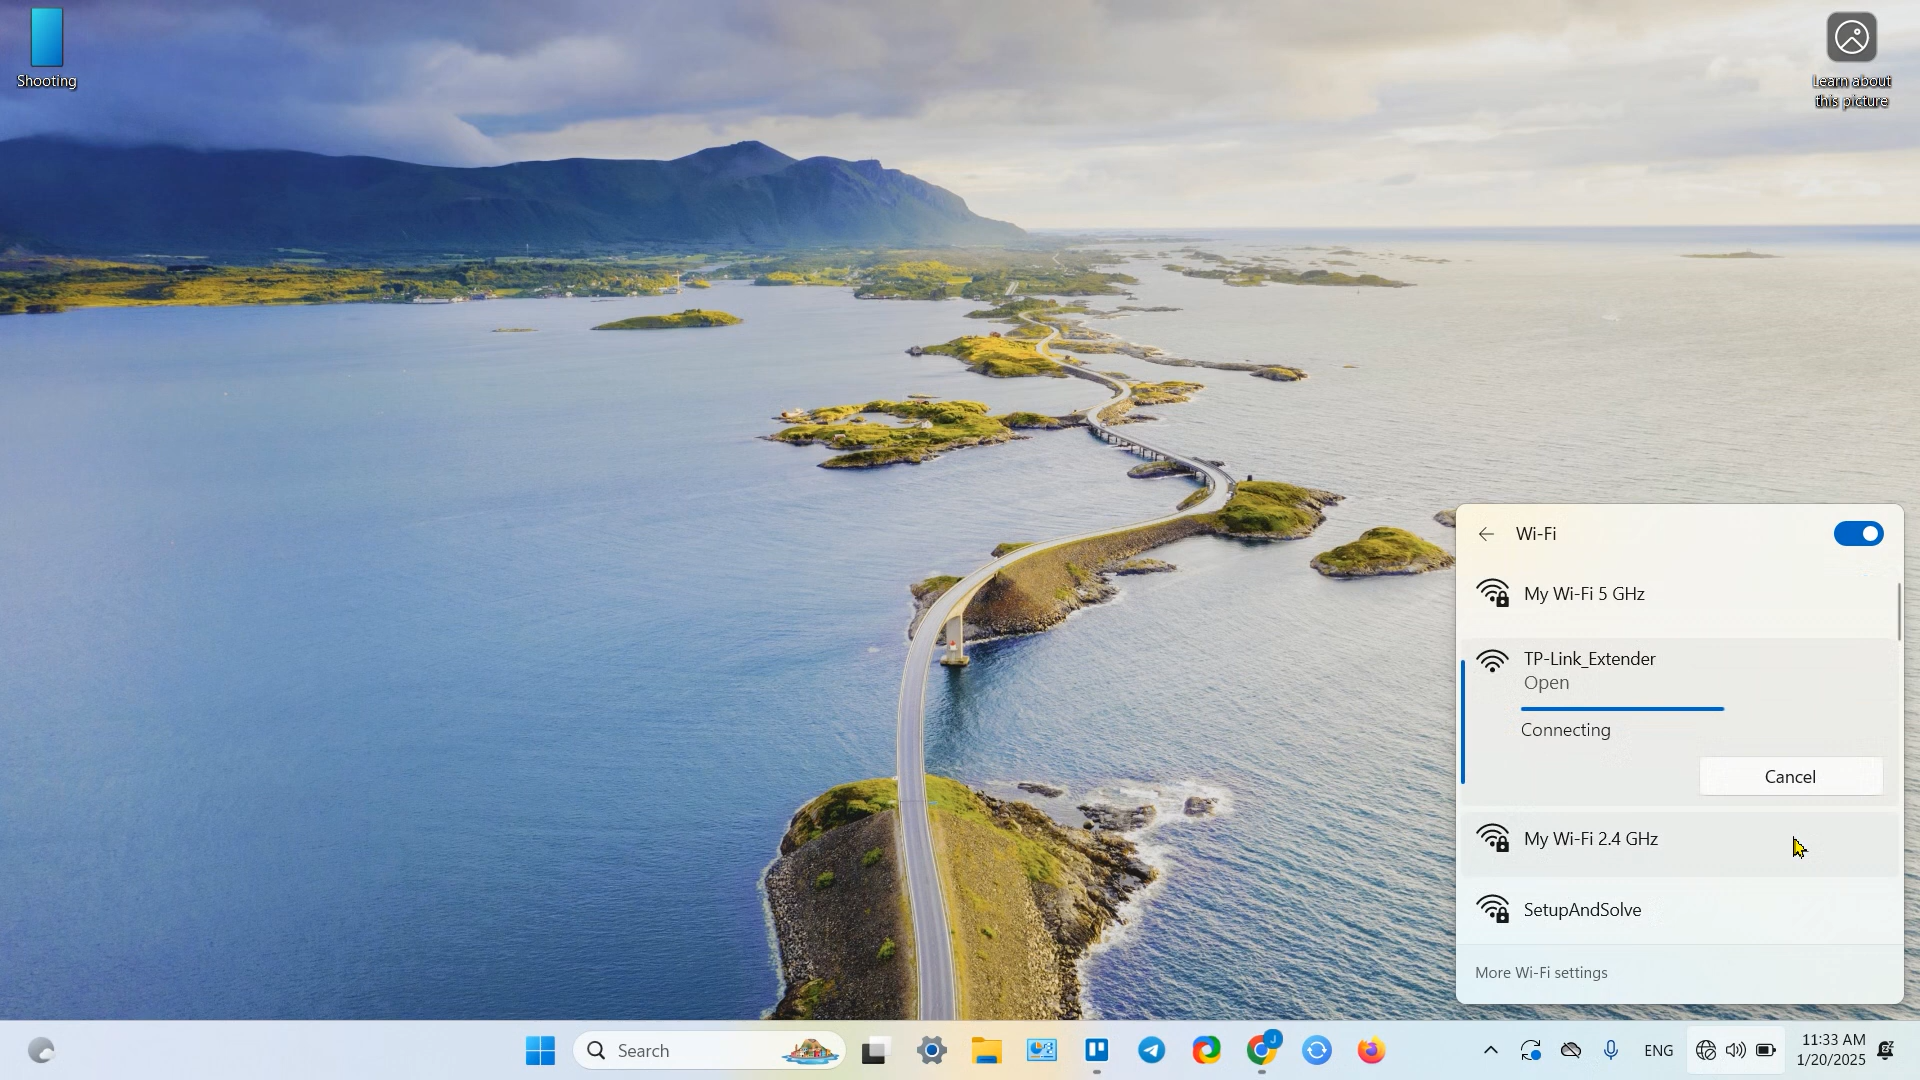 Shooting
Learn about
this picture
Wi-Fi
My Wi-Fi 5 GHz
TP-Link_Extender
Open
Connecting
Cancel
My Wi-Fi 2.4 GHz
SetupAndSolve
More Wi-Fi settings
Search
J
ENG
11:33 AM
1/20/2025